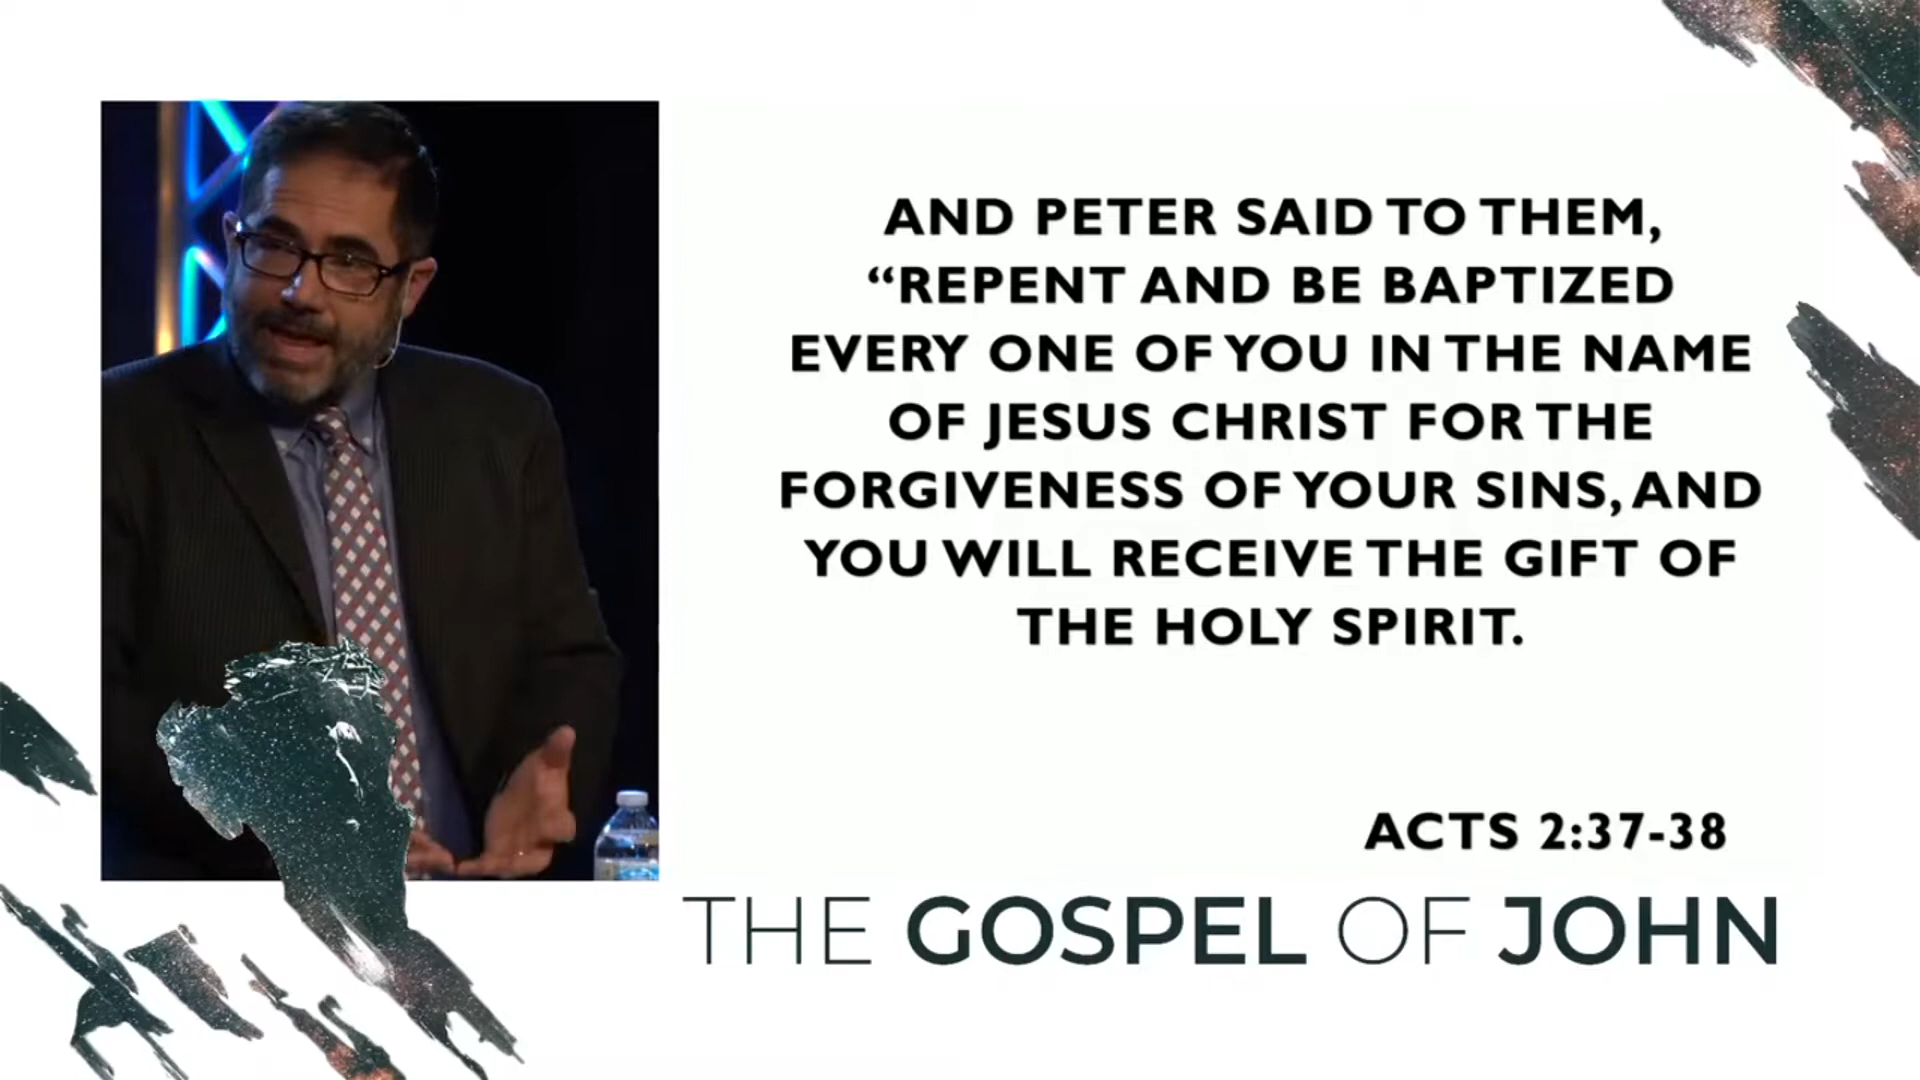 AND PETER SAID TO THEM,
“REPENT AND BE BAPTIZED
EVERY ONE OF YOU IN THE NAME
OF JESUS CHRIST FOR THE
FORGIVENESS OF YOUR SINS, AND
YOU WILL RECEIVE THE GIFT OF
THE HOLY SPIRIT.
ACTS 2:37-38
THE GOSPEL OF JOHN